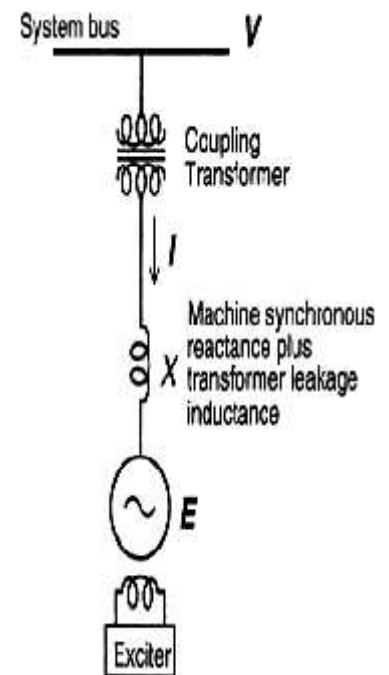 System bus
V
Coupling
Transformer
I
Machine synchronous
reactance plus
X
transformer leakage
inductance
E
Exciter